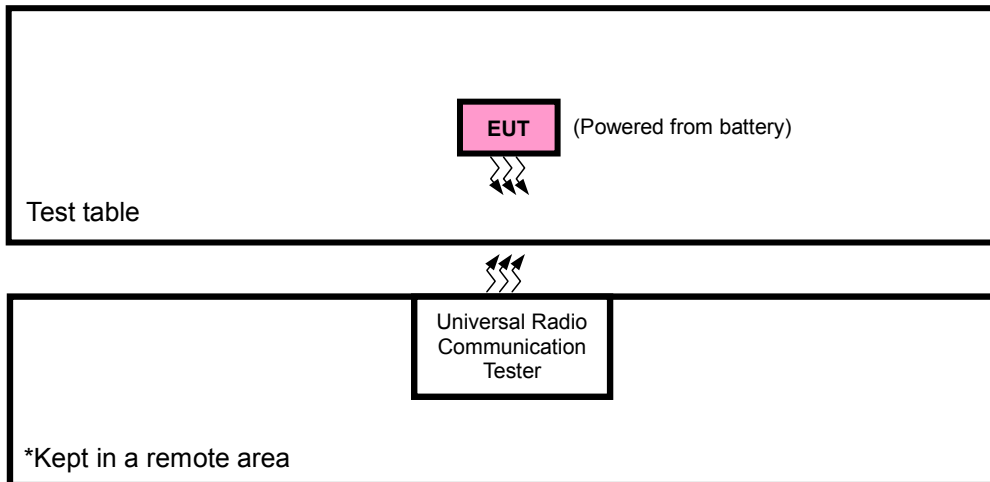 EUT
(Powered from battery)
Test table
Universal Radio
Communication
Tester
*Kept in a remote area